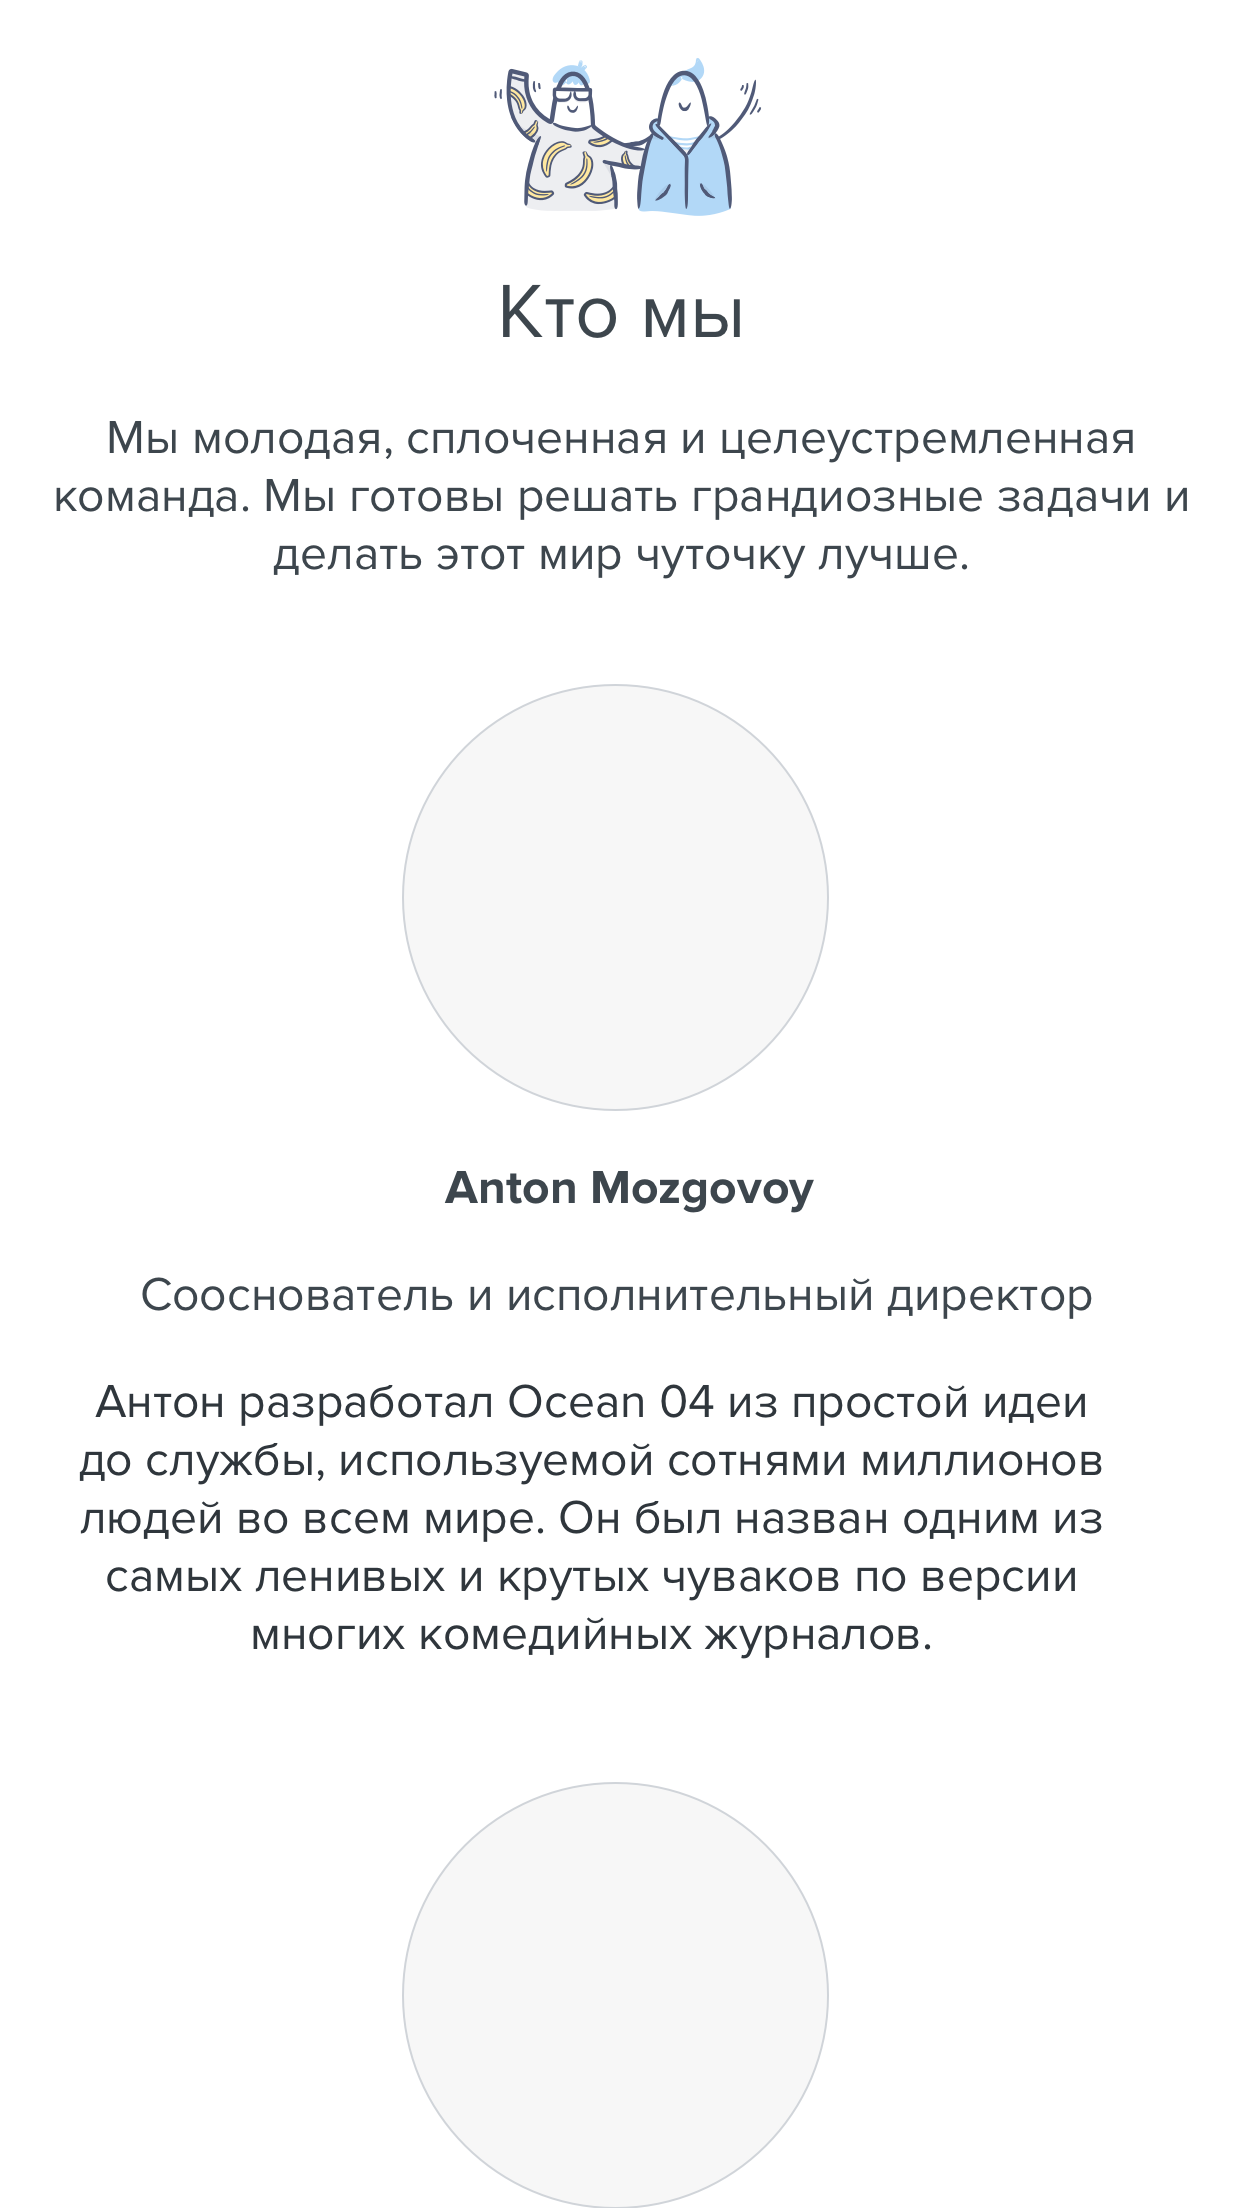 Кто мы
Мы молодая, сплоченная и целеустремленная
команда. Мы готовы решать грандиозные задачи и
делать этот мир чуточку лучше.
Anton Mozgovoy
Сооснователь и исполнительный директор
Антон разработал Ocean 04 из простой идеи
до службы, используемой сотнями миллионов
людей во всем мире. Он был назван одним из
самых ленивых и крутых чуваков по версии
многих комедийных журналов.